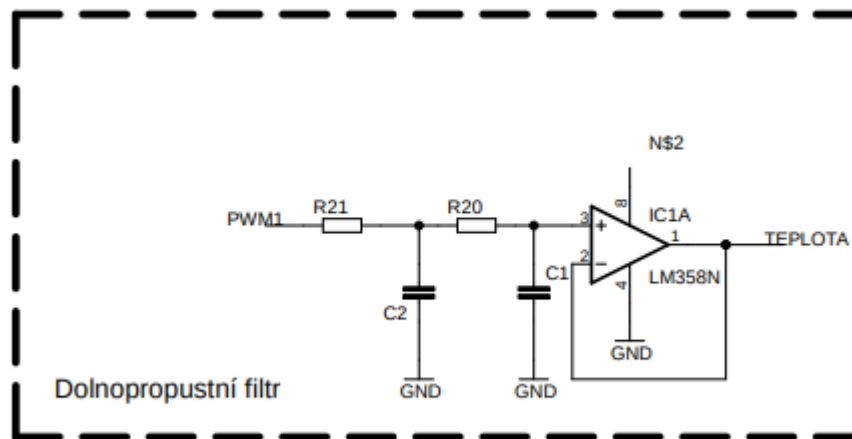 N$2
PWM1
R21
R20
3
+
8
IC1A
1
TEPLOTA
2
−
C1
4
LM358N
C2
GND
GND
GND
Dolnopropustní filtr